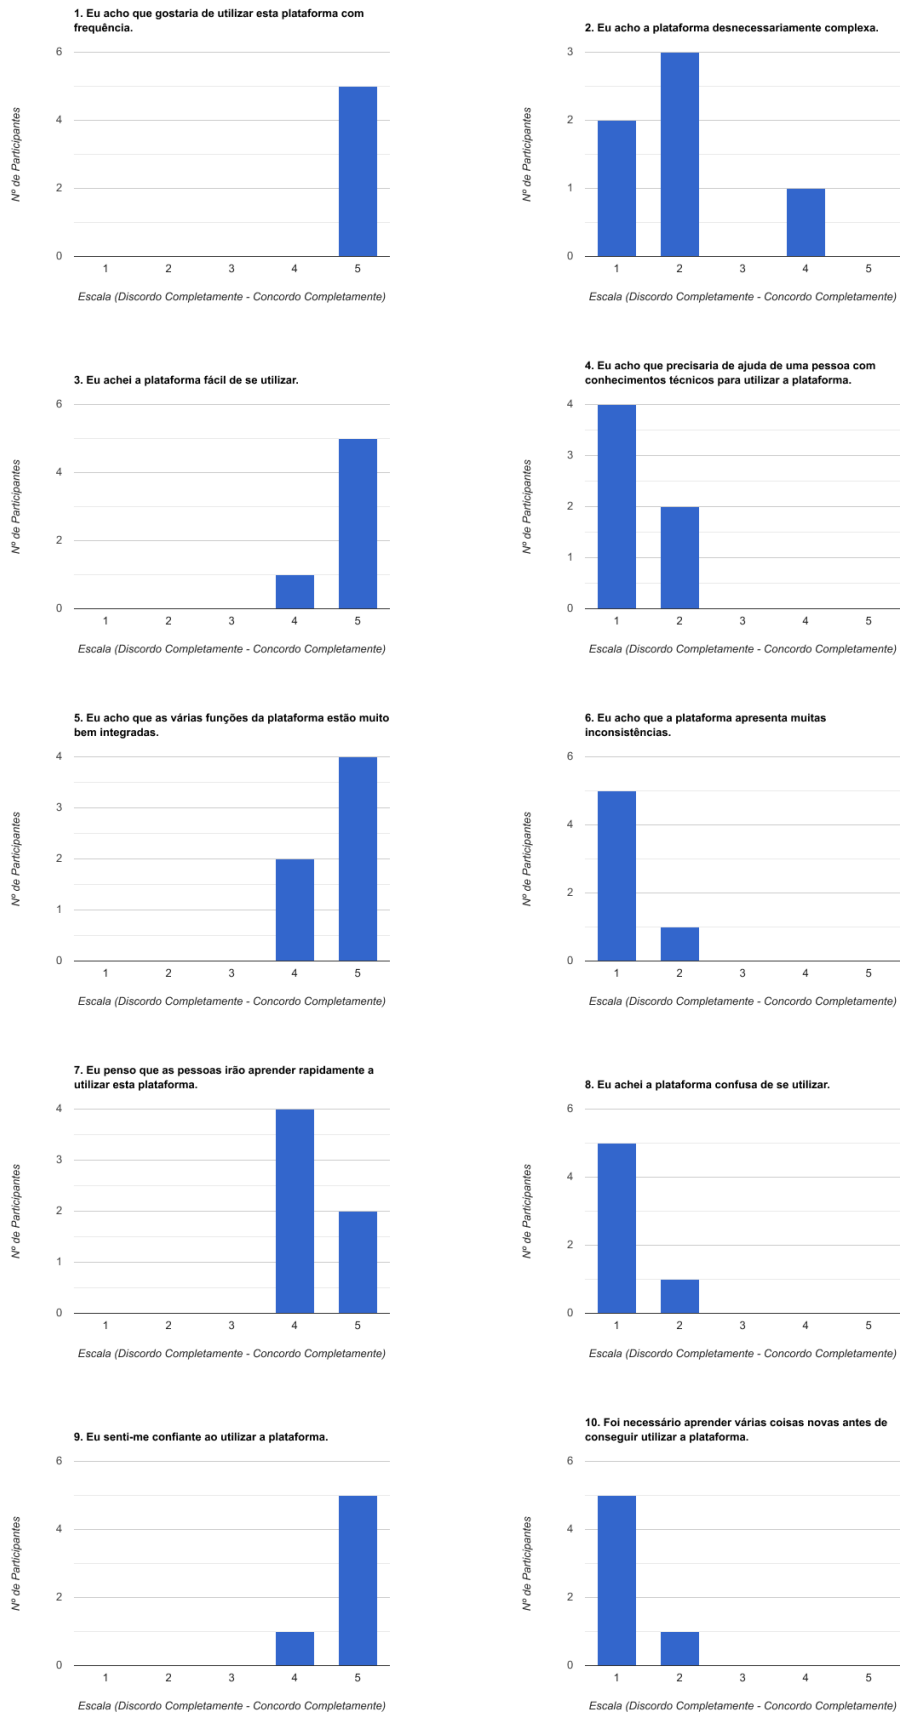 1. Eu acho que gostaria de utilizar esta plataforma com
frequência.
6
4
2
0
Nº de Participantes
1 2 3 4 5
Escala (Discordo Completamente - Concordo Completamente)
2. Eu acho a plataforma desnecessariamente complexa.
3
2
1
0
Nº de Participantes
1 2 3 4 5
Escala (Discordo Completamente - Concordo Completamente)
3. Eu achei a plataforma fácil de se utilizar.
6
4
2
0
Nº de Participantes
1 2 3 4 5
Escala (Discordo Completamente - Concordo Completamente)
4. Eu acho que precisaria de ajuda de uma pessoa com
conhecimentos técnicos para utilizar a plataforma.
4
3
2
1
0
Nº de Participantes
1 2 3 4 5
Escala (Discordo Completamente - Concordo Completamente)
5. Eu acho que as várias funções da plataforma estão muito
bem integradas.
4
3
2
1
0
Nº de Participantes
1 2 3 4 5
Escala (Discordo Completamente - Concordo Completamente)
6. Eu acho que a plataforma apresenta muitas
inconsistências.
6
4
2
0
Nº de Participantes
1 2 3 4 5
Escala (Discordo Completamente - Concordo Completamente)
7. Eu penso que as pessoas irão aprender rapidamente a
utilizar esta plataforma.
4
3
2
1
0
Nº de Participantes
1 2 3 4 5
Escala (Discordo Completamente - Concordo Completamente)
8. Eu achei a plataforma confusa de se utilizar.
6
4
2
0
Nº de Participantes
1 2 3 4 5
Escala (Discordo Completamente - Concordo Completamente)
9. Eu senti-me confiante ao utilizar a plataforma.
6
4
2
0
Nº de Participantes
1 2 3 4 5
Escala (Discordo Completamente - Concordo Completamente)
10. Foi necessário aprender várias coisas novas antes de
conseguir utilizar a plataforma.
6
4
2
0
Nº de Participantes
1 2 3 4 5
Escala (Discordo Completamente - Concordo Completamente)